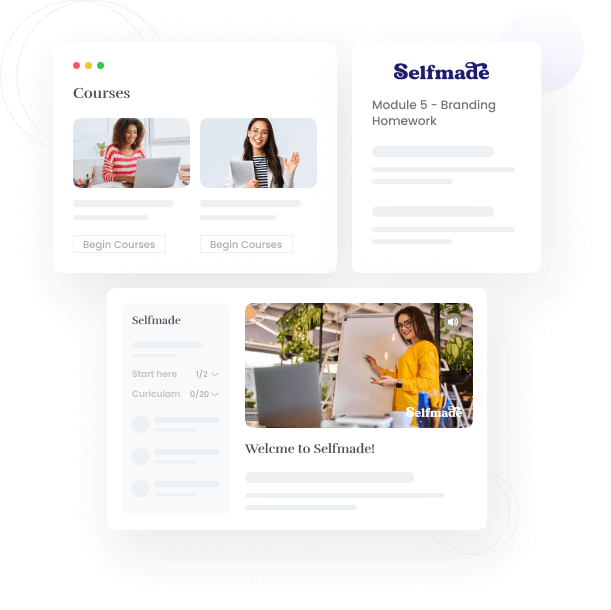 Courses
Begin Courses
Begin Courses
Selfmade
Module 5 - Branding
Homework
Selfmade
Start here 1/2
Curiculam 0/20
Selfmade
Welcme to Selfmade!